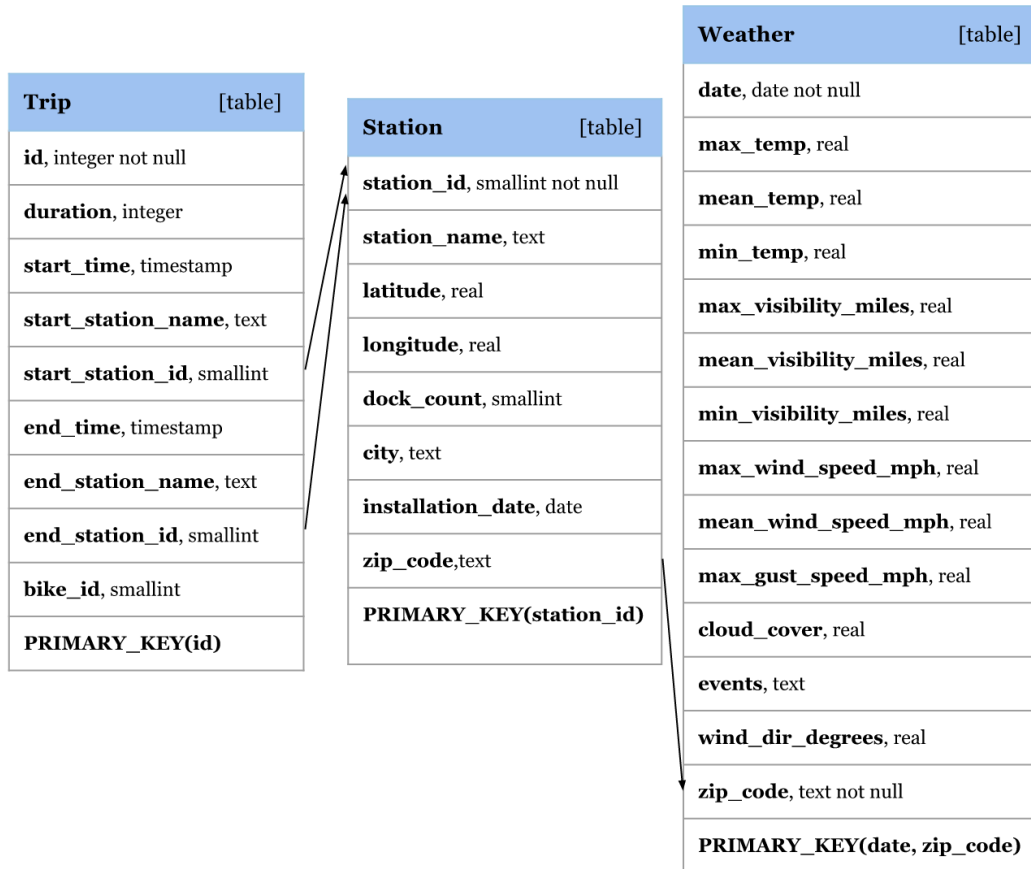 Trip [table]
id, integer not null
duration, integer
start_time, timestamp
start_station_name, text
start_station_id, smallint
end_time, timestamp
end_station_name, text
end_station_id, smallint
bike_id, smallint
PRIMARY_KEY(id)
Station [table]
station_id, smallint not null
station_name, text
latitude, real
longitude, real
dock_count, smallint
city, text
installation_date, date
zip_code,text
PRIMARY_KEY(station_id)
Weather [table]
date, date not null
max_temp, real
mean_temp, real
min_temp, real
max_visibility_miles, real
mean_visibility_miles, real
min_visibility_miles, real
max_wind_speed_mph, real
mean_wind_speed_mph, real
max_gust_speed_mph, real
cloud_cover, real
events, text
wind_dir_degrees, real
zip_code, text not null
PRIMARY_KEY(date, zip_code)